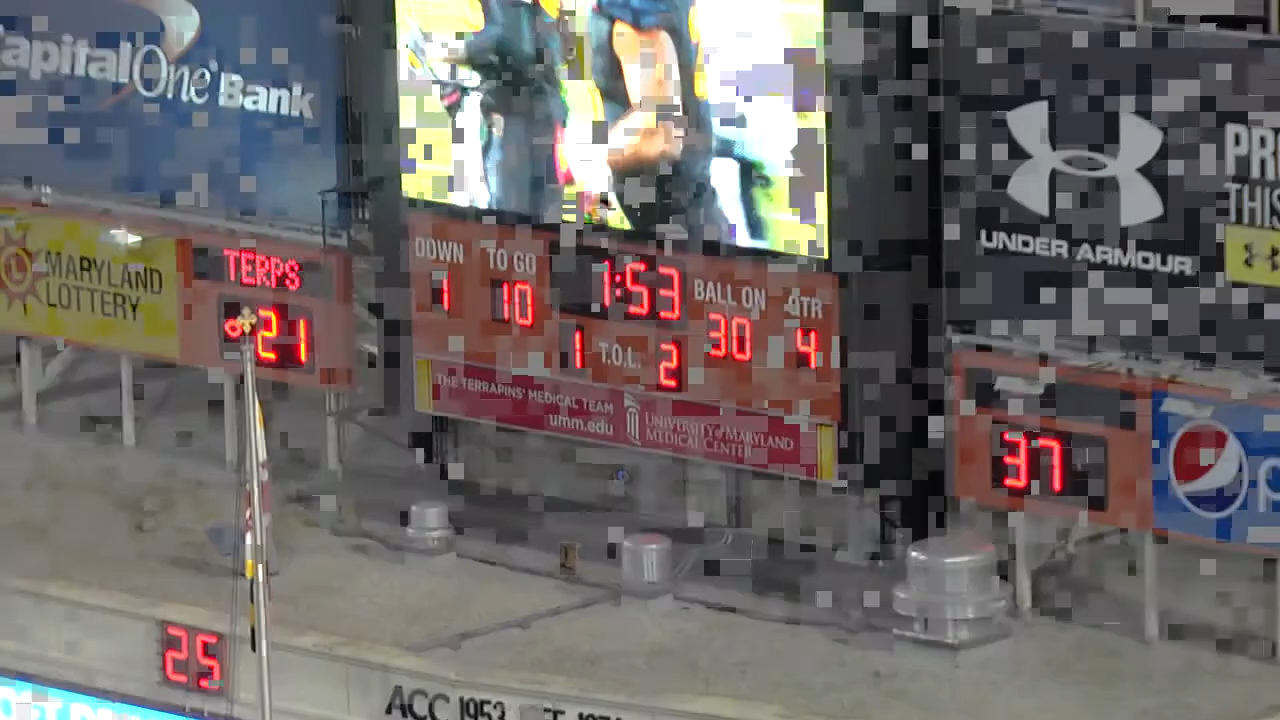 Capital One Bank
MARYLAND
LOTTERY
TERPS
21
DOWN TO GO 1:53 BALL ON QTR
1 10 1 T.O.L. 2 30 4
THE TERRAPINS' MEDICAL TEAM
umm.edu
UNIVERSITY of MARYLAND
MEDICAL CENTER
UNDER ARMOUR
THIS
37
25
ACC 1953